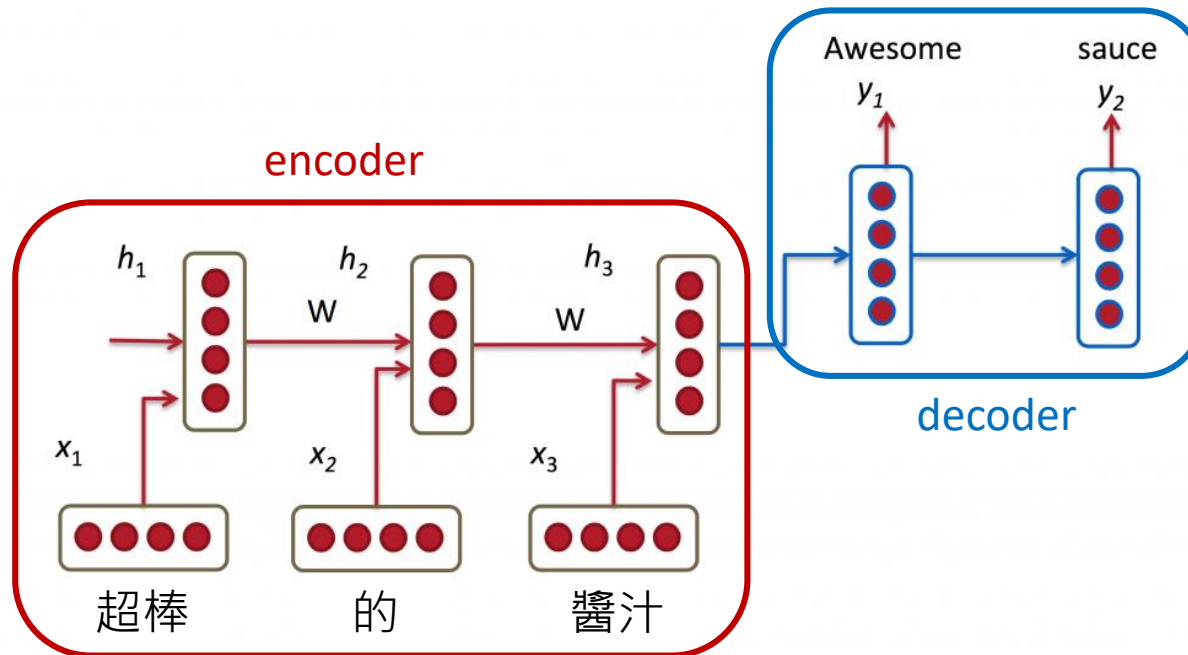 Awesome sauce
y1 y2
encoder
h1 h2 h3
W W
decoder
x1 x2 x3
超棒 的 醬汁